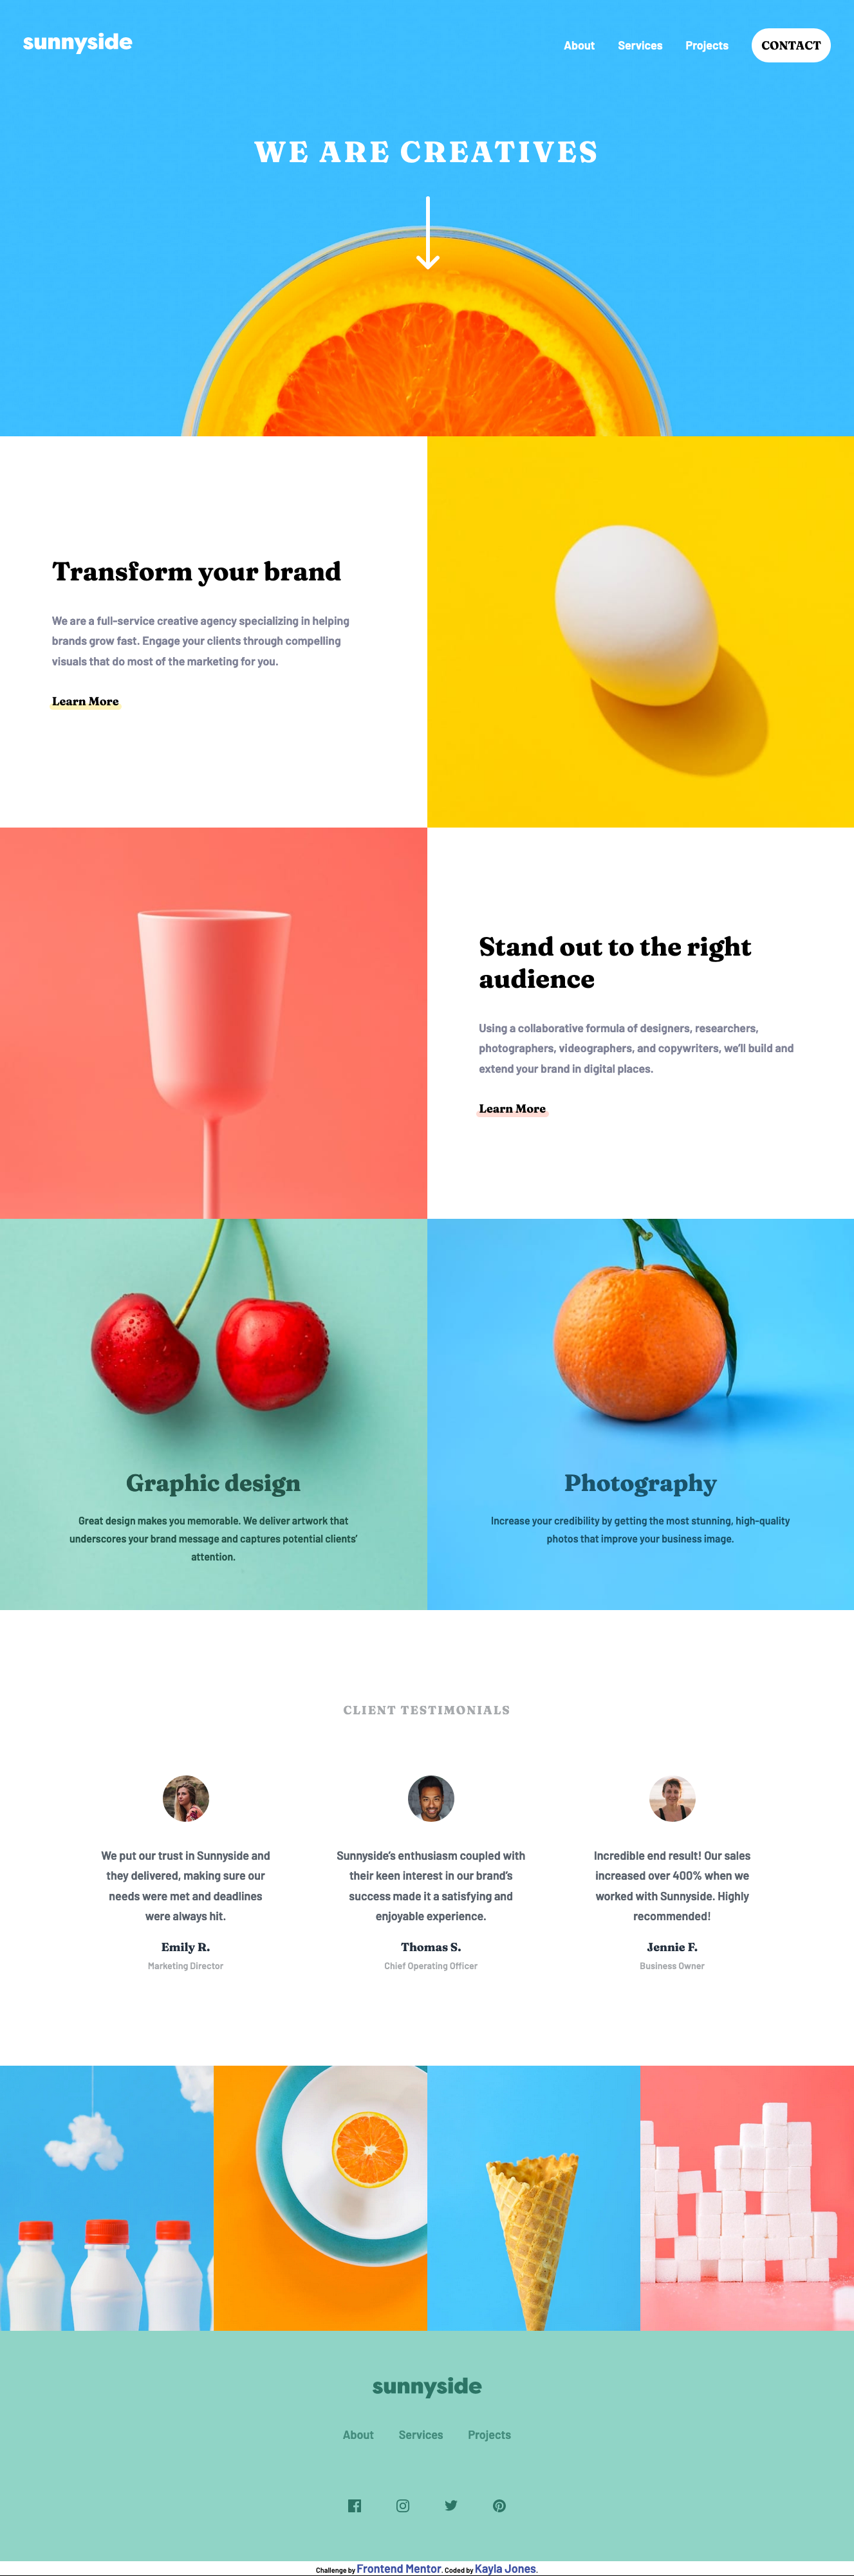 sunnyside
About Services Projects CONTACT
WE ARE CREATIVES
Transform your brand
We are a full-service creative agency specializing in helping
brands grow fast. Engage your clients through compelling
visuals that do most of the marketing for you.
Learn More
Stand out to the right
audience
Using a collaborative formula of designers, researchers,
photographers, videographers, and copywriters, we'll build and
extend your brand in digital places.
Learn More
Graphic design
Great design makes you memorable. We deliver artwork that
underscores your brand message and captures potential clients'
attention.
Photography
Increase your credibility by getting the most stunning, high-quality
photos that improve your business image.
CLIENT TESTIMONIALS
We put our trust in Sunnyside and
they delivered, making sure our
needs were met and deadlines
were always hit.
Emily R.
Marketing Director
Sunnyside's enthusiasm coupled with
their keen interest in our brand's
success made it a satisfying and
enjoyable experience.
Thomas S.
Chief Operating Officer
Incredible end result! Our sales
increased over 400% when we
worked with Sunnyside. Highly
recommended!
Jennie F.
Business Owner
sunnyside
About Services Projects
Challenge by Frontend Mentor. Coded by Kayla Jones.